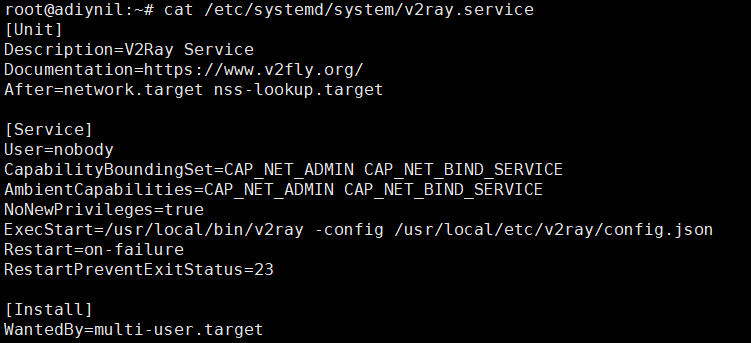 root@adiynil:~# cat /etc/systemd/system/v2ray.service
[Unit]
Description=V2Ray Service
Documentation=https://www.v2fly.org/
After=network.target nss-lookup.target

[Service]
User=nobody
CapabilityBoundingSet=CAP_NET_ADMIN CAP_NET_BIND_SERVICE
AmbientCapabilities=CAP_NET_ADMIN CAP_NET_BIND_SERVICE
NoNewPrivileges=true
ExecStart=/usr/local/bin/v2ray -config /usr/local/etc/v2ray/config.json
Restart=on-failure
RestartPreventExitStatus=23

[Install]
WantedBy=multi-user.target